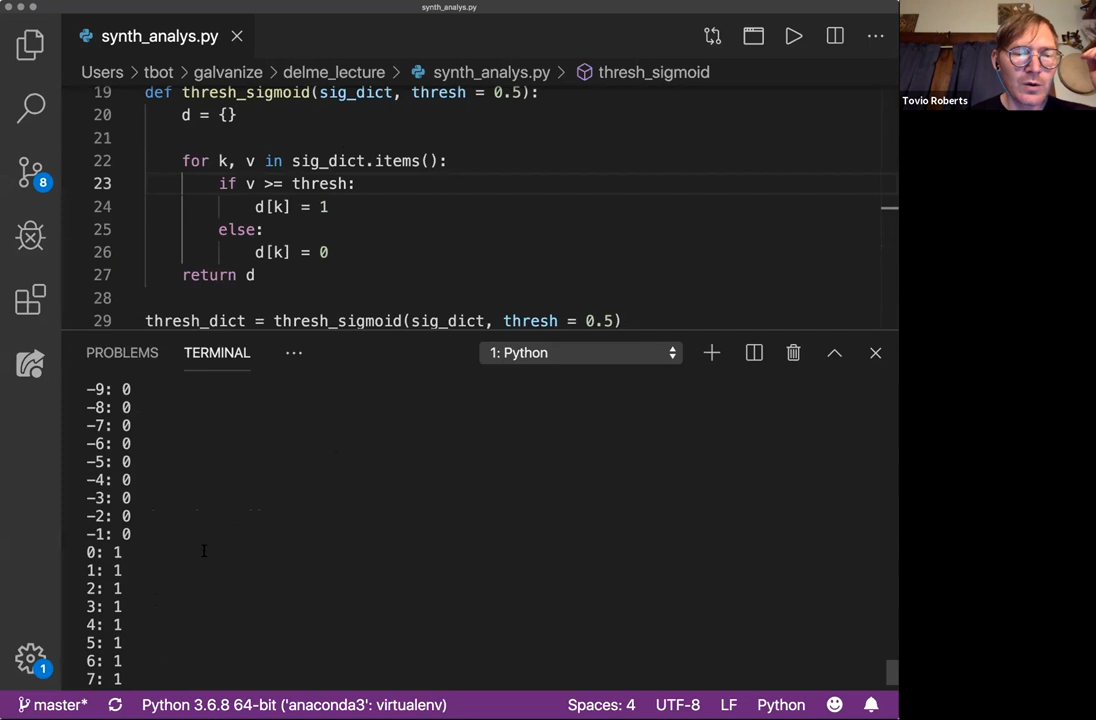 synth_analys.py
synth_analys.py
Users > tbot > galvanize > delme_lecture > synth_analys.py > thresh_sigmoid
19 def thresh_sigmoid(sig_dict, thresh = 0.5):
20 d = {}
21
22 for k, v in sig_dict.items():
23 if v >= thresh:
24 d[k] = 1
25 else:
26 d[k] = 0
27 return d
28
29 thresh_dict = thresh_sigmoid(sig_dict, thresh = 0.5)
8
PROBLEMS TERMINAL ... 1: Python
-9: 0
-8: 0
-7: 0
-6: 0
-5: 0
-4: 0
-3: 0
-2: 0
-1: 0
0: 1
1: 1
2: 1
3: 1
4: 1
5: 1
6: 1
7: 1
1
master* Python 3.6.8 64-bit ('anaconda3': virtualenv) Spaces: 4 UTF-8 LF Python
Tovio Roberts